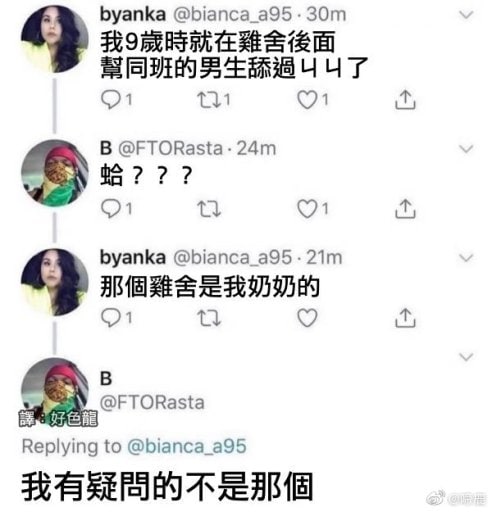 byanka @bianca_a95 · 30m
我9歲時就在雞舍後面
幫同班的男生舔過ㄐㄐ了
1 1 1
B @FTORasta · 24m
蛤？？？
1 1
byanka @bianca_a95 · 21m
那個雞舍是我奶奶的
1
B
@FTORasta
譯：好色龍
Replying to @bianca_a95
我有疑問的不是那個